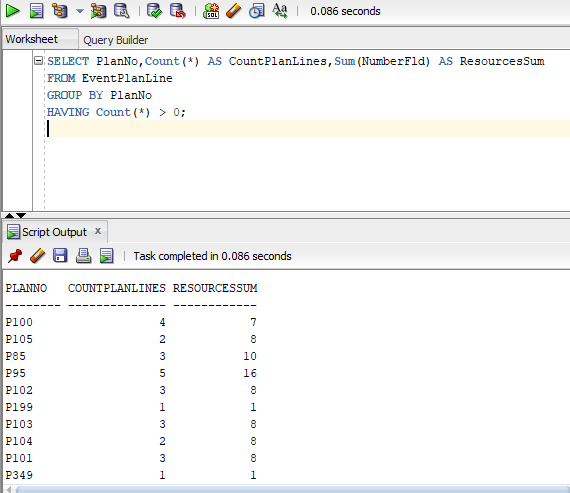 SQL
Aa
0.086 seconds
Worksheet
Query Builder
SELECT PlanNo,Count(*) AS CountPlanLines,Sum(NumberFld) AS ResourcesSum
FROM EventPlanLine
GROUP BY PlanNo
HAVING Count(*) > 0;
Script Output x
Task completed in 0.086 seconds
PLANNO COUNTPLANLINES RESOURCESSUM
-------- -------------- ------------
P100 4 7
P105 2 8
P85 3 10
P95 5 16
P102 3 8
P199 1 1
P103 3 8
P104 2 8
P101 3 8
P349 1 1